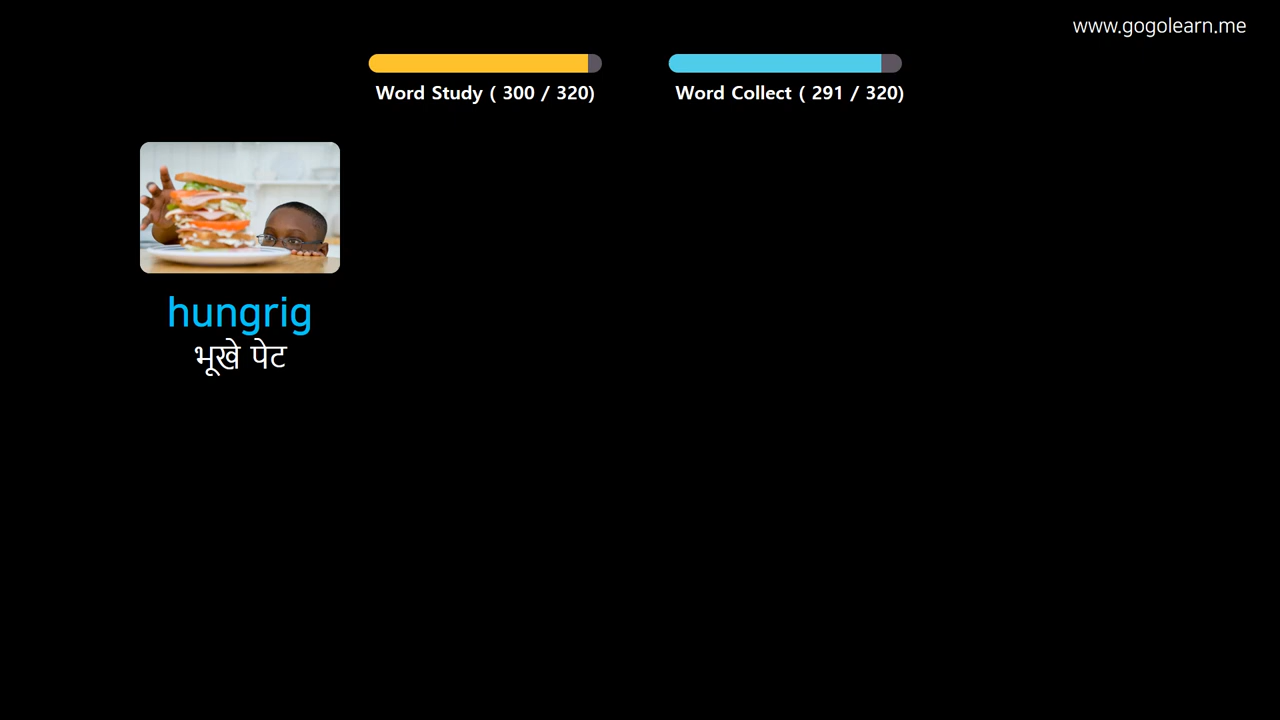 www.gogolearn.me
Word Study ( 300 / 320)
Word Collect ( 291 / 320)
hungrig
भूखे पेट